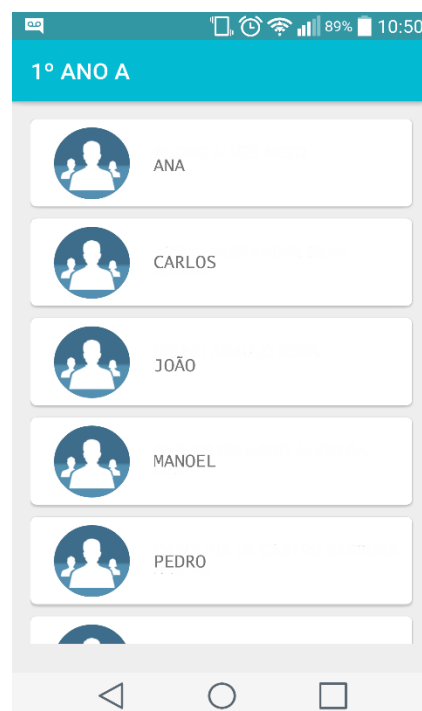 89% 10:50
1º ANO A
ANA
CARLOS
JOÃO
MANOEL
PEDRO